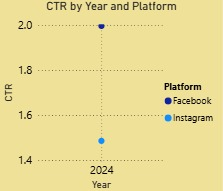 CTR by Year and Platform
2.0
1.8
1.6
1.4
CTR
2024
Year
Platform
Facebook
Instagram